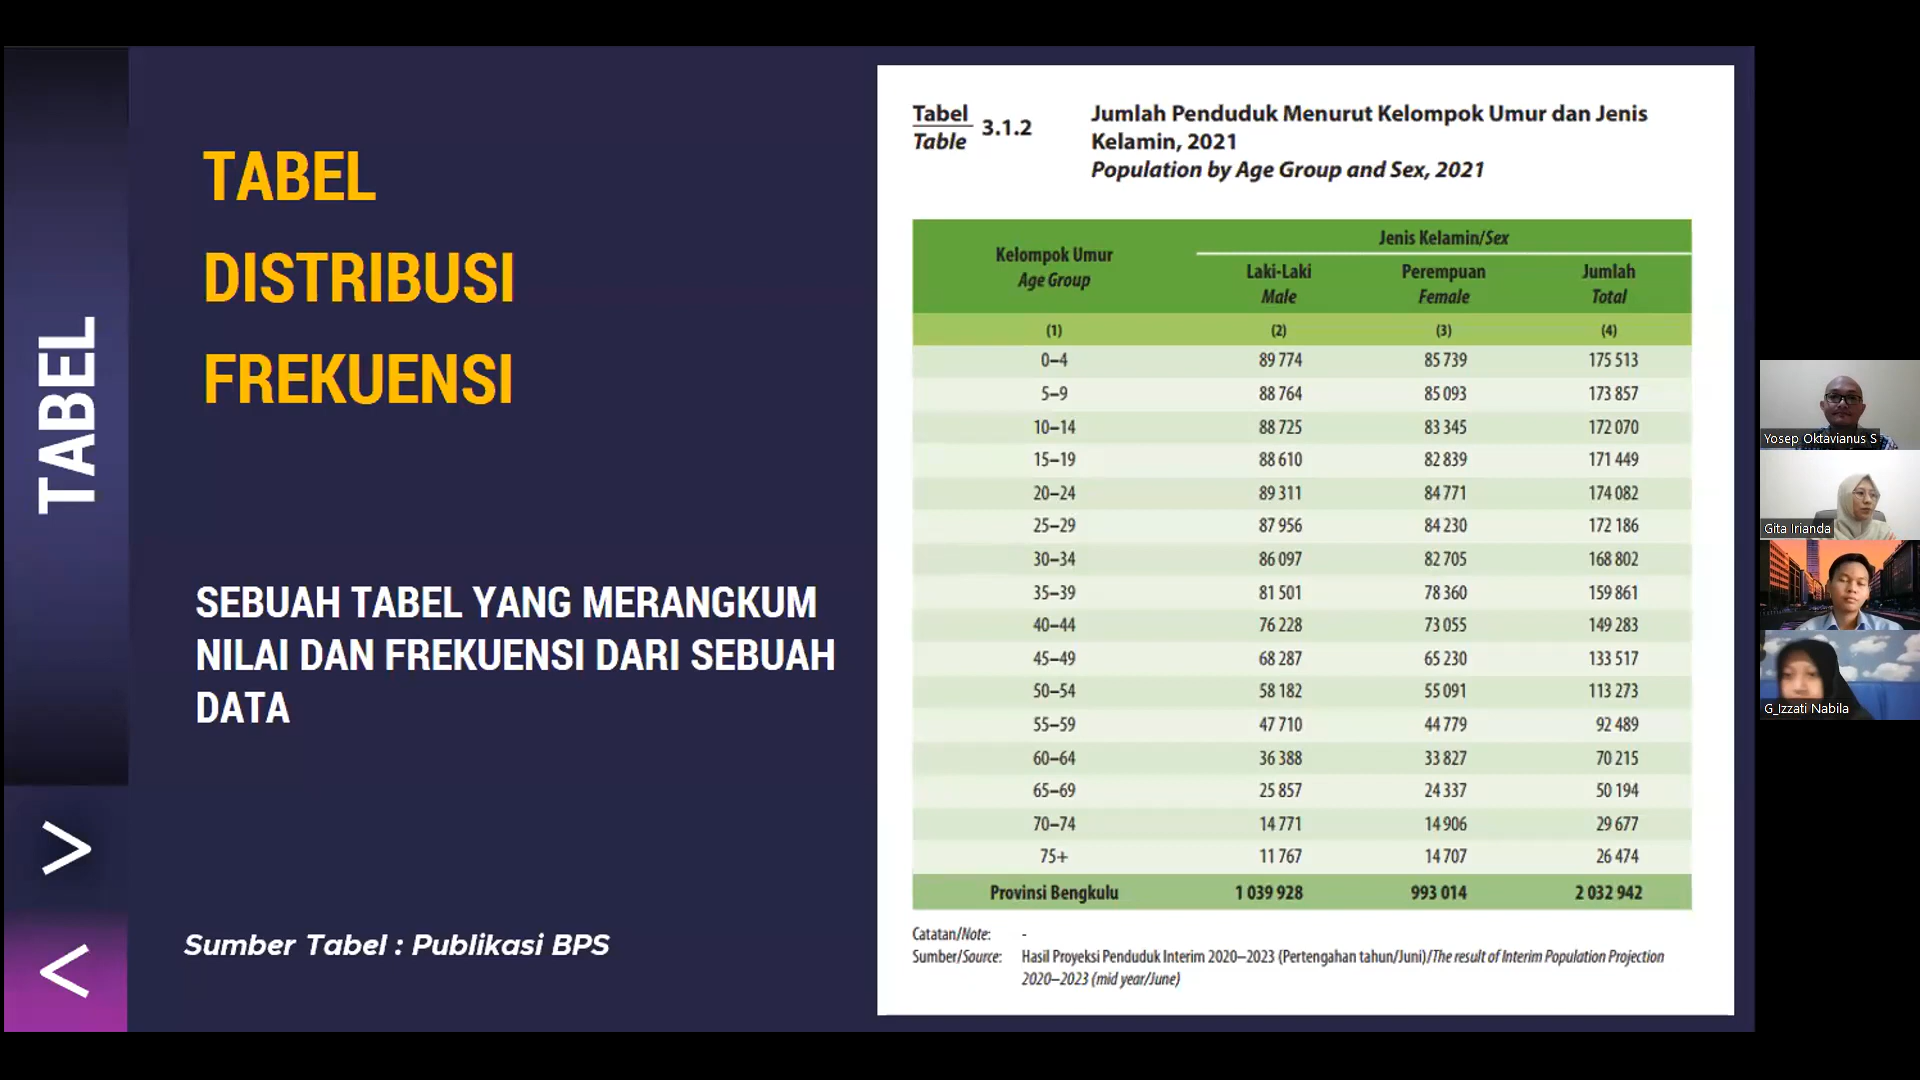 TABEL
TABEL
DISTRIBUSI
FREKUENSI
SEBUAH TABEL YANG MERANGKUM
NILAI DAN FREKUENSI DARI SEBUAH
DATA
Sumber Tabel : Publikasi BPS
Tabel
Table
3.1.2
Jumlah Penduduk Menurut Kelompok Umur dan Jenis
Kelamin, 2021
Population by Age Group and Sex, 2021
Kelompok Umur
Age Group
Jenis Kelamin/Sex
Laki-Laki Perempuan Jumlah
Male Female Total
(1) (2) (3) (4)
0–4 89 774 85 739 175 513
5–9 88 764 85 093 173 857
10–14 88 725 83 345 172 070
15–19 88 610 82 839 171 449
20–24 89 311 84 771 174 082
25–29 87 956 84 230 172 186
30–34 86 097 82 705 168 802
35–39 81 501 78 360 159 861
40–44 76 228 73 055 149 283
45–49 68 287 65 230 133 517
50–54 58 182 55 091 113 273
55–59 47 710 44 779 92 489
60–64 36 388 33 827 70 215
65–69 25 857 24 337 50 194
70–74 14 771 14 906 29 677
75+ 11 767 14 707 26 474
Provinsi Bengkulu 1 039 928 993 014 2 032 942
Catatan/Note: -
Sumber/Source: Hasil Proyeksi Penduduk Interim 2020–2023 (Pertengahan tahun/Juni)/The result of Interim Population Projection
2020–2023 (mid year/June)
Yosep Oktavianus S
Gita Irianda
G_Izzati Nabila